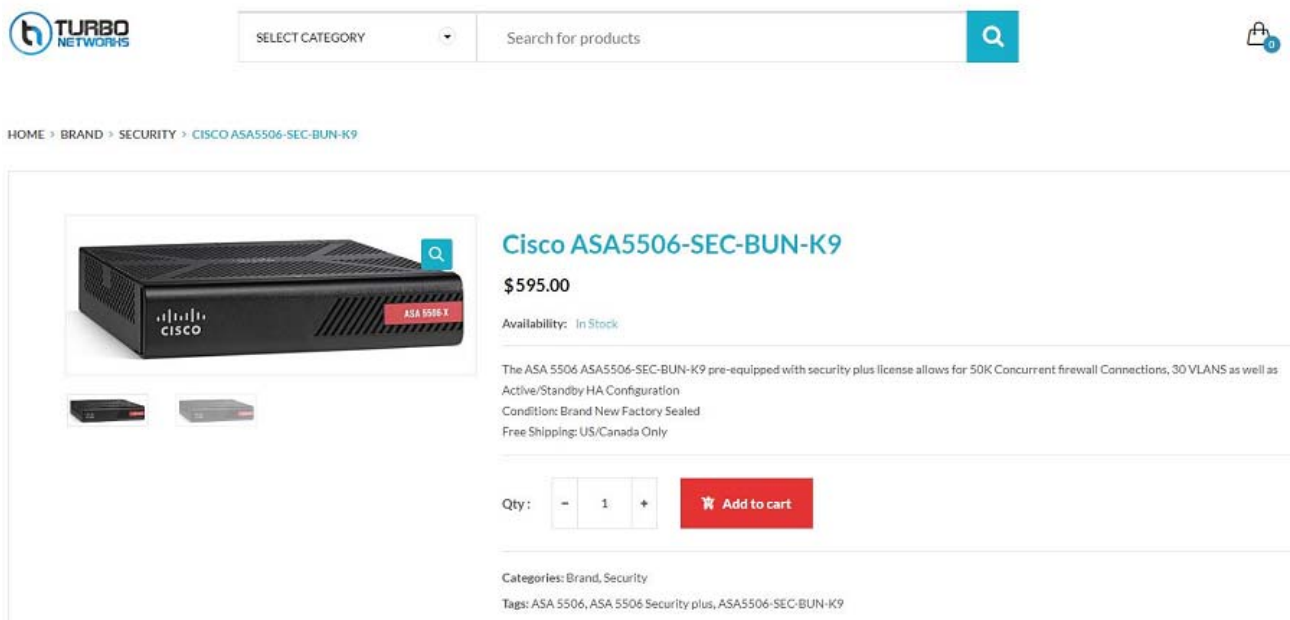 TURBO
NETWORKS
SELECT CATEGORY
Search for products
0
HOME > BRAND > SECURITY > CISCO ASA5506-SEC-BUN-K9
CISCO
ASA 5506-X
Cisco ASA5506-SEC-BUN-K9
$595.00
Availability: In Stock
The ASA 5506 ASA5506-SEC-BUN-K9 pre-equipped with security plus license allows for 50K Concurrent firewall Connections, 30 VLANS as well as
Active/Standby HA Configuration
Condition: Brand New Factory Sealed
Free Shipping: US/Canada Only
Qty : - 1 + Add to cart
Categories: Brand, Security
Tags: ASA 5506, ASA 5506 Security plus, ASA5506-SEC-BUN-K9